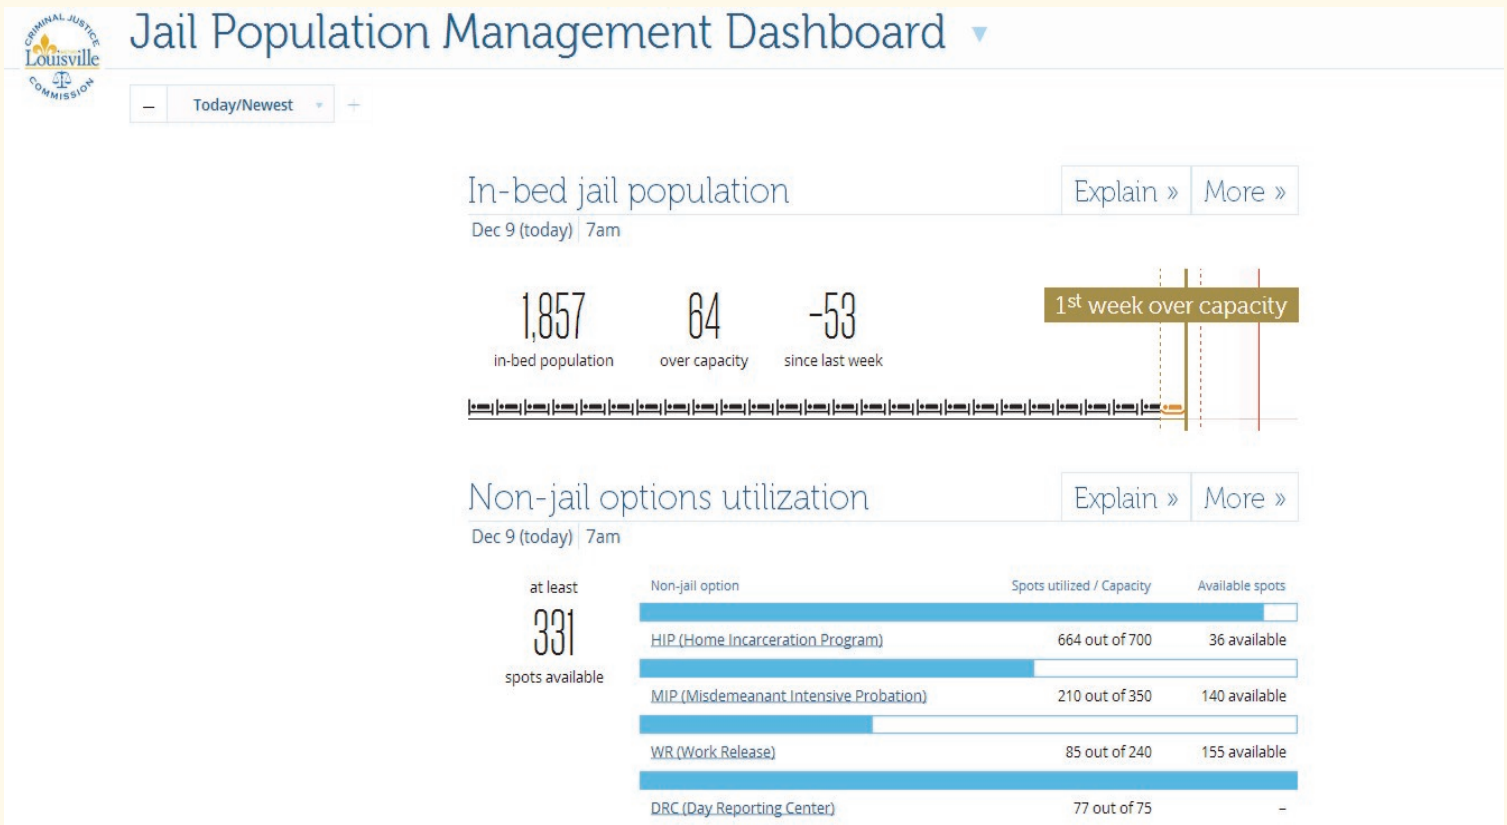 CRIMINAL JUSTICE
Louisville
COMMISSION
Jail Population Management Dashboard
– Today/Newest +
In-bed jail population Explain » More »
Dec 9 (today) 7am
1st week over capacity
1,857 64 -53
in-bed population over capacity since last week
Non-jail options utilization Explain » More »
Dec 9 (today) 7am
at least
331
spots available
Non-jail option Spots utilized / Capacity Available spots
HIP (Home Incarceration Program) 664 out of 700 36 available
MIP (Misdemeanant Intensive Probation) 210 out of 350 140 available
WR (Work Release) 85 out of 240 155 available
DRC (Day Reporting Center) 77 out of 75 –